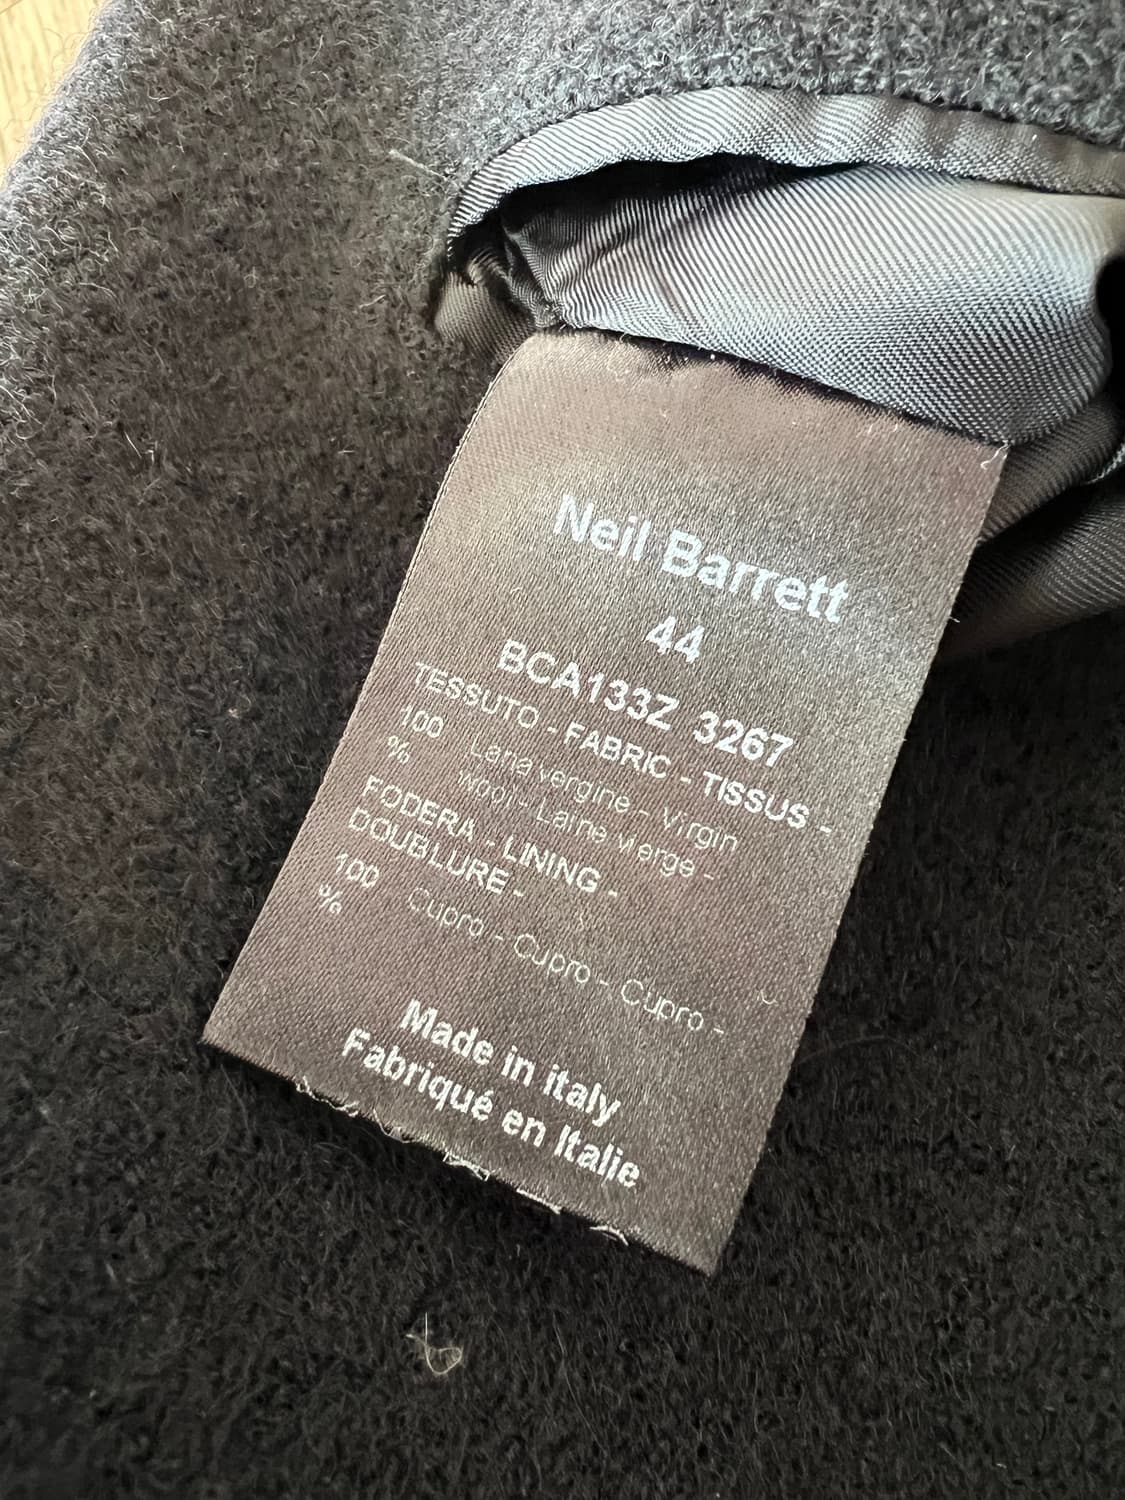 Neil Barrett
44
BCA133Z 3267
TESSUTO - FABRIC - TISSUS -
100 Lana vergine - Virgin
% Wool - Laine vierge -
FODERA - LINING -
DOUBLURE -
100 Cupro - Cupro - Cupro -
%
Made in italy
Fabriqué en Italie